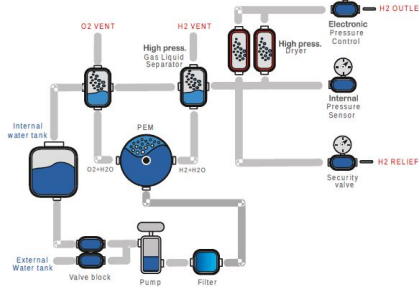 O2 VENT
H2 VENT
H2 OUTLE
Electronic
Pressure
Control
High press.
Gas Liquid
Separator
High press.
Dryer
Internal
Pressure
Sensor
Internal
water tank
PEM
O2+H2O
H2+H2O
H2 RELIEF
Security
valve
External
Water tank
Valve block
Pump
Filter